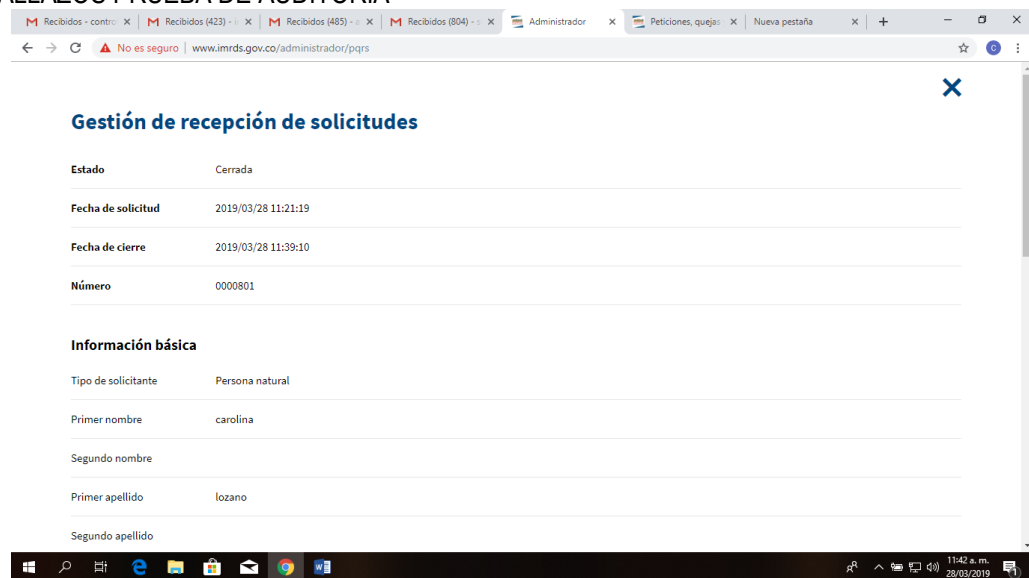 Recibidos - contro
Recibidos (423) - i
Recibidos (485) - a
Recibidos (804) - s
Administrador
Peticiones, quejas
Nueva pestaña
No es seguro | www.imrds.gov.co/administrador/pqrs
C
Gestión de recepción de solicitudes
Estado Cerrada
Fecha de solicitud 2019/03/28 11:21:19
Fecha de cierre 2019/03/28 11:39:10
Número 0000801
Información básica
Tipo de solicitante Persona natural
Primer nombre carolina
Segundo nombre
Primer apellido lozano
Segundo apellido
11:42 a. m.
28/03/2019